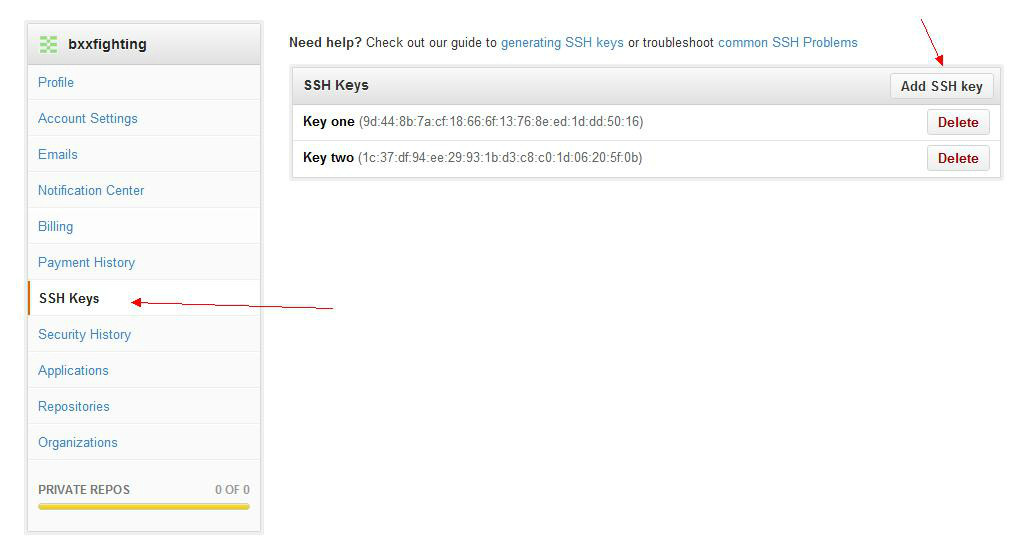 bxxfighting
Profile
Account Settings
Emails
Notification Center
Billing
Payment History
SSH Keys
Security History
Applications
Repositories
Organizations
PRIVATE REPOS 0 OF 0
Need help? Check out our guide to generating SSH keys or troubleshoot common SSH Problems
SSH Keys Add SSH key
Key one (9d:44:8b:7a:cf:18:66:6f:13:76:8e:ed:1d:dd:50:16) Delete
Key two (1c:37:df:94:ee:29:93:1b:d3:c8:c0:1d:06:20:5f:0b) Delete